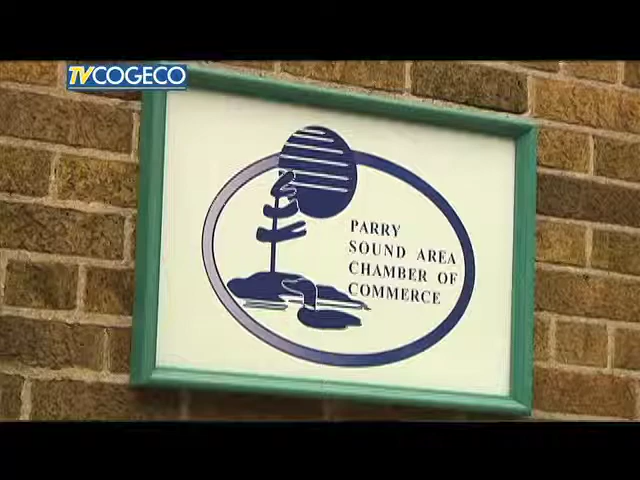 TVCOGECO
PARRY
SOUND AREA
CHAMBER OF
COMMERCE